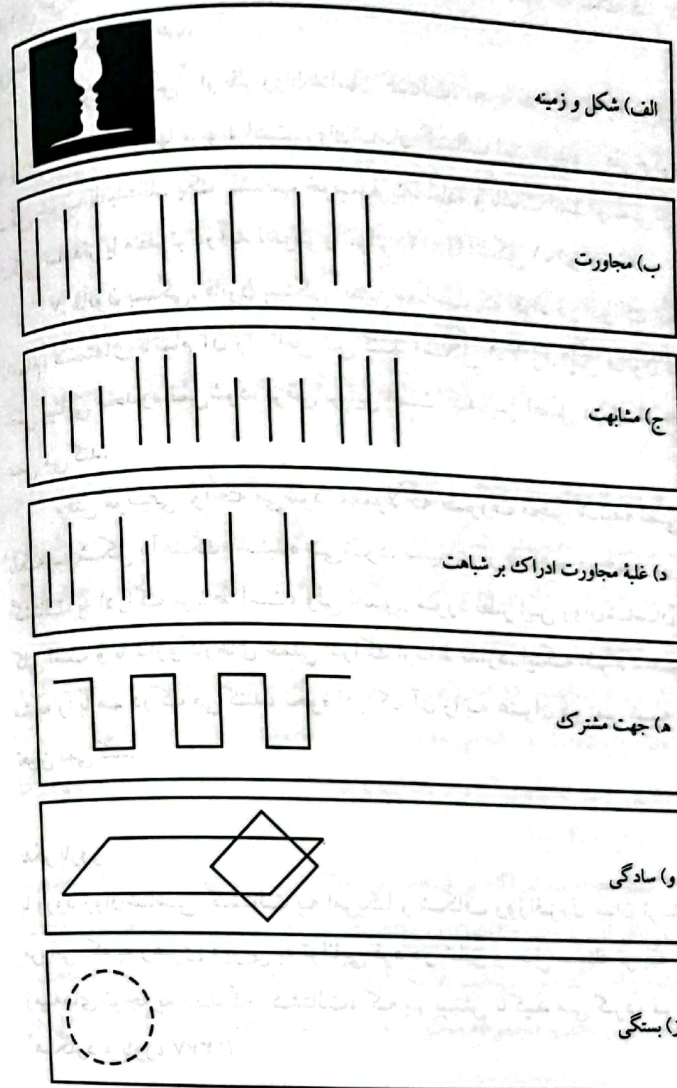 الف) شکل و زمینه
ب) مجاورت
ج) مشابهت
د) غلبهٔ مجاورت ادراک بر شباهت
ه) جهت مشترک
و) سادگی
ز) بستگی